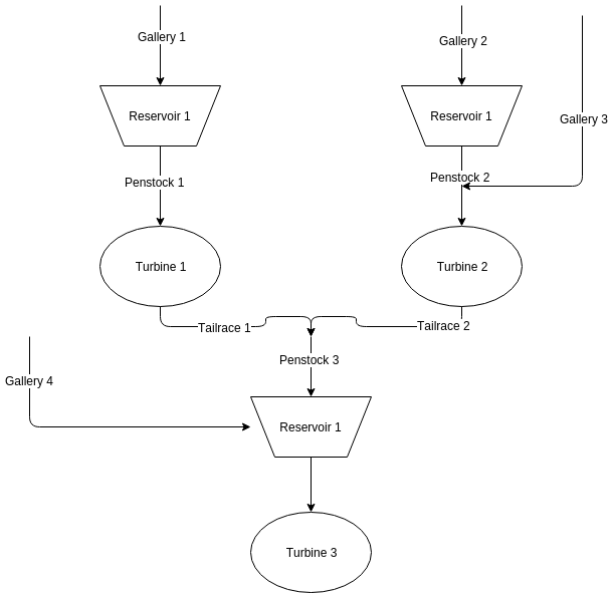 Gallery 1
Gallery 2
Reservoir 1
Reservoir 1
Gallery 3
Penstock 1
Penstock 2
Turbine 1
Turbine 2
Tailrace 1
Tailrace 2
Penstock 3
Gallery 4
Reservoir 1
Turbine 3